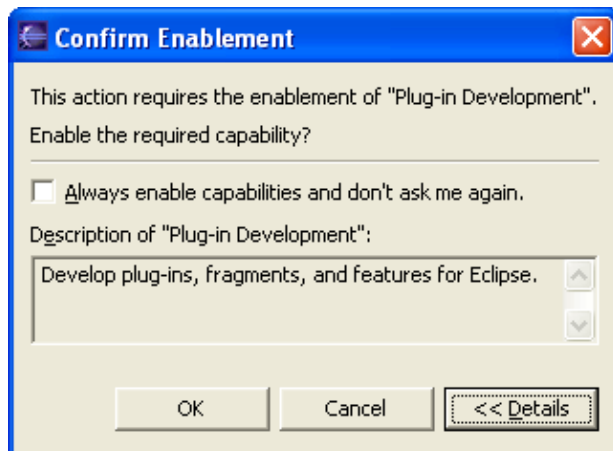 Confirm Enablement
This action requires the enablement of "Plug-in Development".
Enable the required capability?
Always enable capabilities and don't ask me again.
Description of "Plug-in Development":
Develop plug-ins, fragments, and features for Eclipse.
OK Cancel << Details